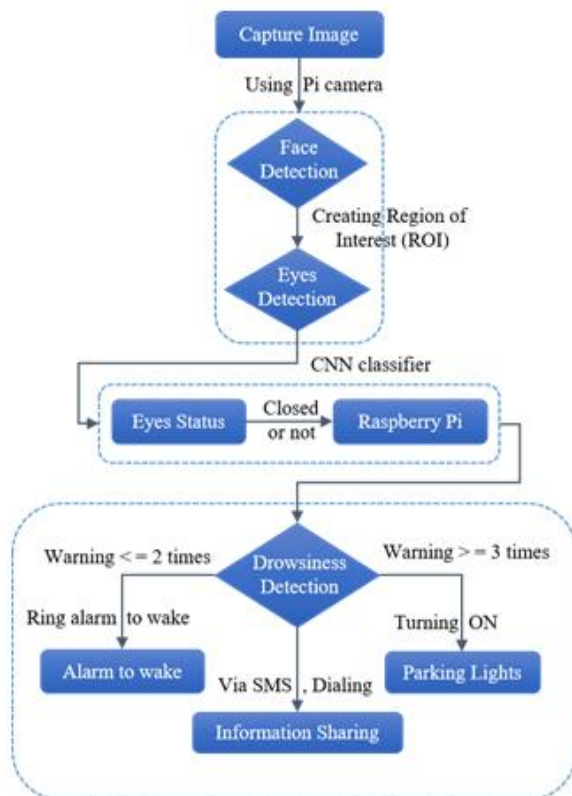 Capture Image
Using Pi camera
Face
Detection
Creating Region of
Interest (ROI)
Eyes
Detection
CNN classifier
Eyes Status
Closed
or not
Raspberry Pi
Warning < = 2 times
Drowsiness
Detection
Warning > = 3 times
Ring alarm to wake
Turning ON
Alarm to wake
Via SMS , Dialing
Parking Lights
Information Sharing